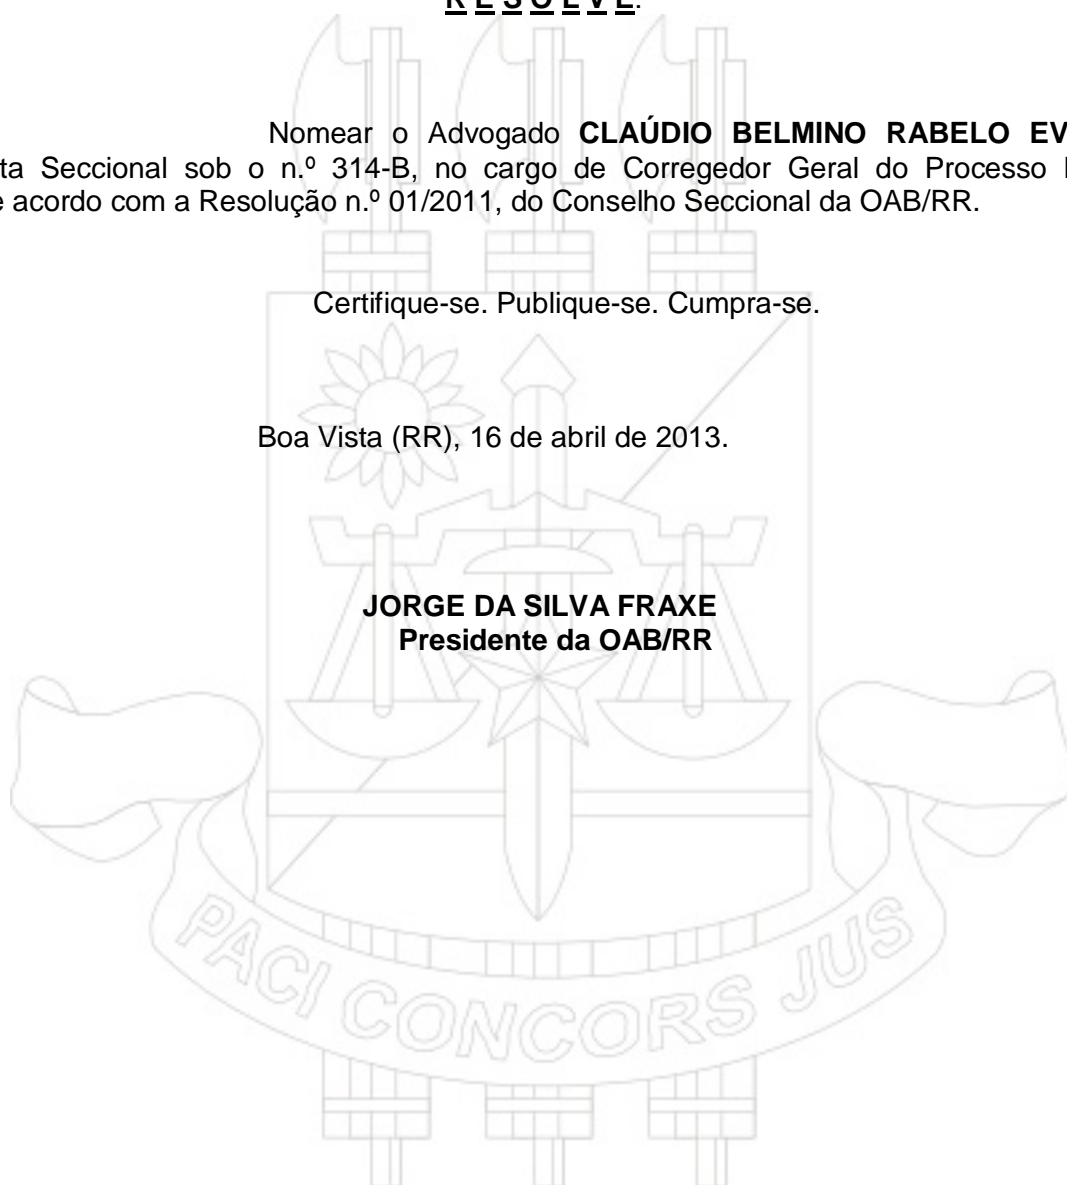 R E S O L V E:
Nomear o Advogado CLAÚDIO BELMINO RABELO EV
ta Seccional sob o n.º 314-B, no cargo de Corregedor Geral do Processo
e acordo com a Resolução n.º 01/2011, do Conselho Seccional da OAB/RR.
Certifique-se. Publique-se. Cumpra-se.
Boa Vista (RR), 16 de abril de 2013.
JORGE DA SILVA FRAXE
Presidente da OAB/RR
PACI CONCORS JUS